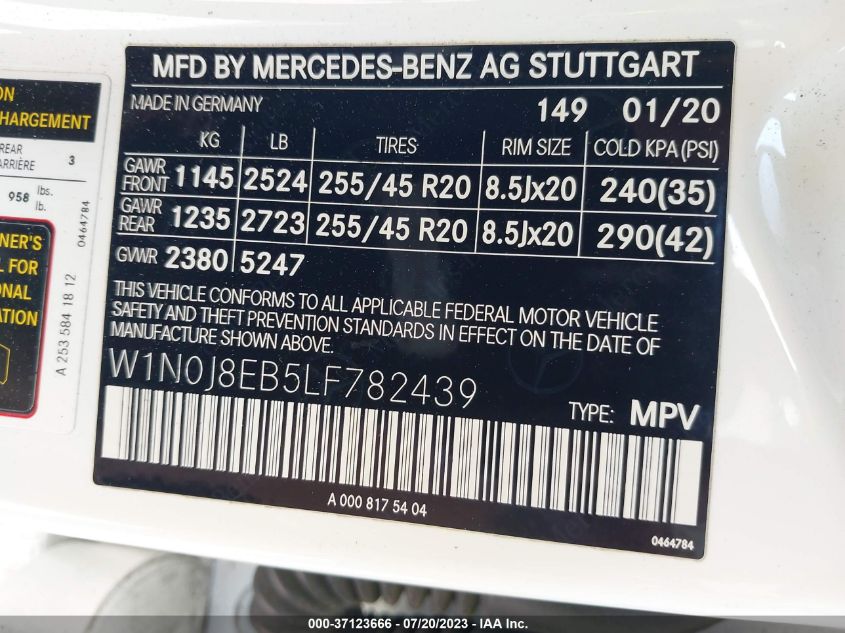 ON
HARGEMENT
REAR
ARRIÈRE 3
958 lbs.
lb.
0464784
NER'S
L FOR
ONAL
ATION
A 253 584 18 12
MFD BY MERCEDES-BENZ AG STUTTGART
MADE IN GERMANY 149 01/20
KG LB TIRES RIM SIZE COLD KPA (PSI)
GAWR FRONT 1145 2524 255/45 R20 8.5Jx20 240(35)
GAWR REAR 1235 2723 255/45 R20 8.5Jx20 290(42)
GVWR 2380 5247
THIS VEHICLE CONFORMS TO ALL APPLICABLE FEDERAL MOTOR VEHICLE
SAFETY AND THEFT PREVENTION STANDARDS IN EFFECT ON THE DATE OF
MANUFACTURE SHOWN ABOVE.
W1N0J8EB5LF782439
TYPE: MPV
A 000 817 54 04
0464784
000-37123666 - 07/20/2023 - IAA Inc.